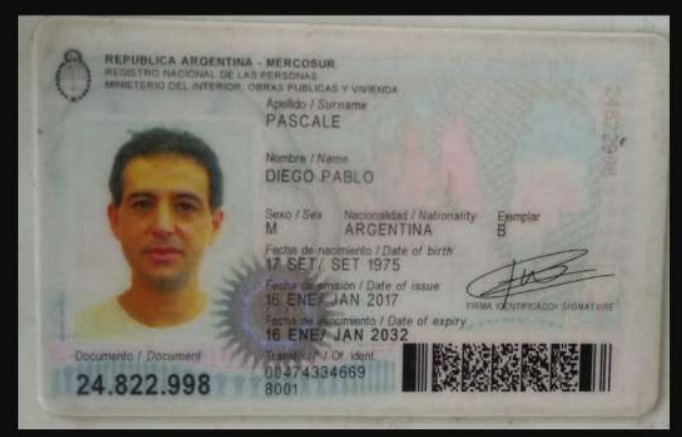 REPUBLICA ARGENTINA - MERCOSUR
REGISTRO NACIONAL DE LAS PERSONAS
MINISTERIO DEL INTERIOR, OBRAS PUBLICAS Y VIVIENDA
Apellido / Surname
PASCALE
Nombre / Name
DIEGO PABLO
Sexo / Sex Nacionalidad / Nationality Ejemplar
M ARGENTINA B
Fecha de nacimiento / Date of birth
17 SET/ SET 1975
Fecha de emisión / Date of issue
16 ENE/ JAN 2017
FIRMA IDENTIFICADO/ SIGNATURE
Fecha de vencimiento / Date of expiry
16 ENE/ JAN 2032
Documento / Document
24.822.998
Trámite Nº / Of. ident.
00474334669
8001
24822998